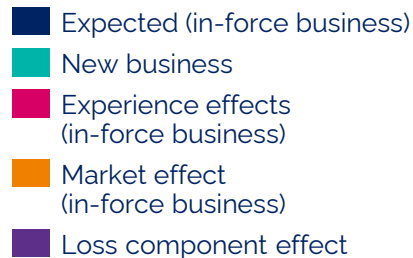 Expected (in-force business)
New business
Experience effects
(in-force business)
Market effect
(in-force business)
Loss component effect